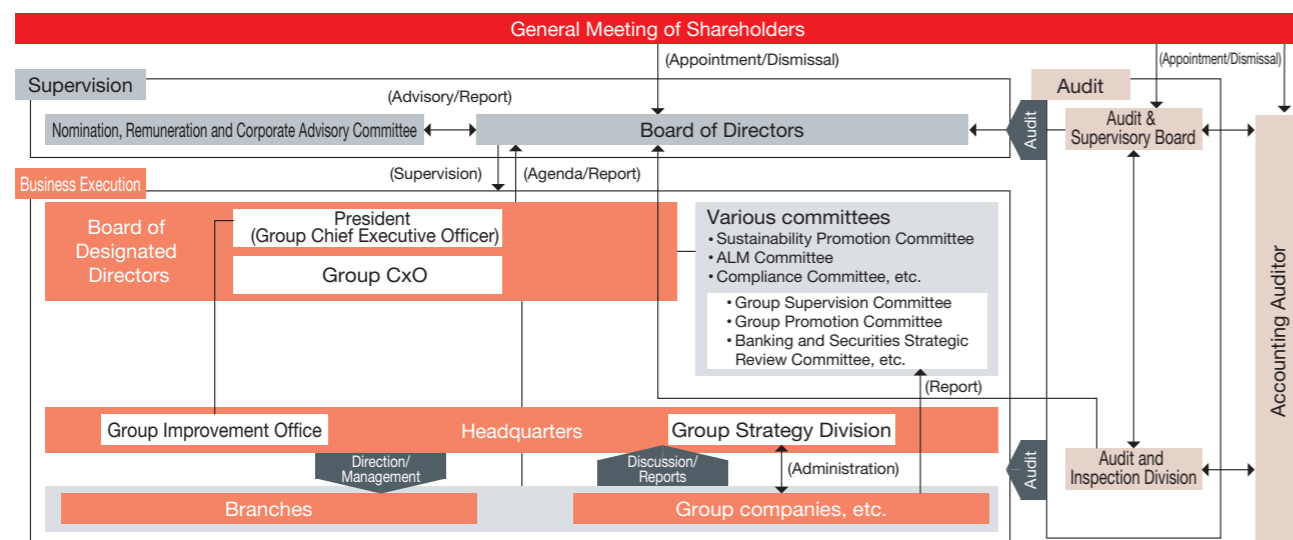 General Meeting of Shareholders
(Appointment/Dismissal)
(Appointment/Dismissal)
Supervision
Audit
(Advisory/Report)
Nomination, Remuneration and Corporate Advisory Committee
Board of Directors
Audit
Audit &
Supervisory Board
(Supervision)
(Agenda/Report)
Business Execution
Board of
Designated
Directors
President
(Group Chief Executive Officer)
Group CxO
Various committees
• Sustainability Promotion Committee
• ALM Committee
• Compliance Committee, etc.
• Group Supervision Committee
• Group Promotion Committee
• Banking and Securities Strategic
Review Committee, etc.
Accounting Auditor
(Report)
Group Improvement Office
Headquarters
Group Strategy Division
Direction/
Management
Discussion/
Reports
(Administration)
Audit
Audit and
Inspection Division
Branches
Group companies, etc.